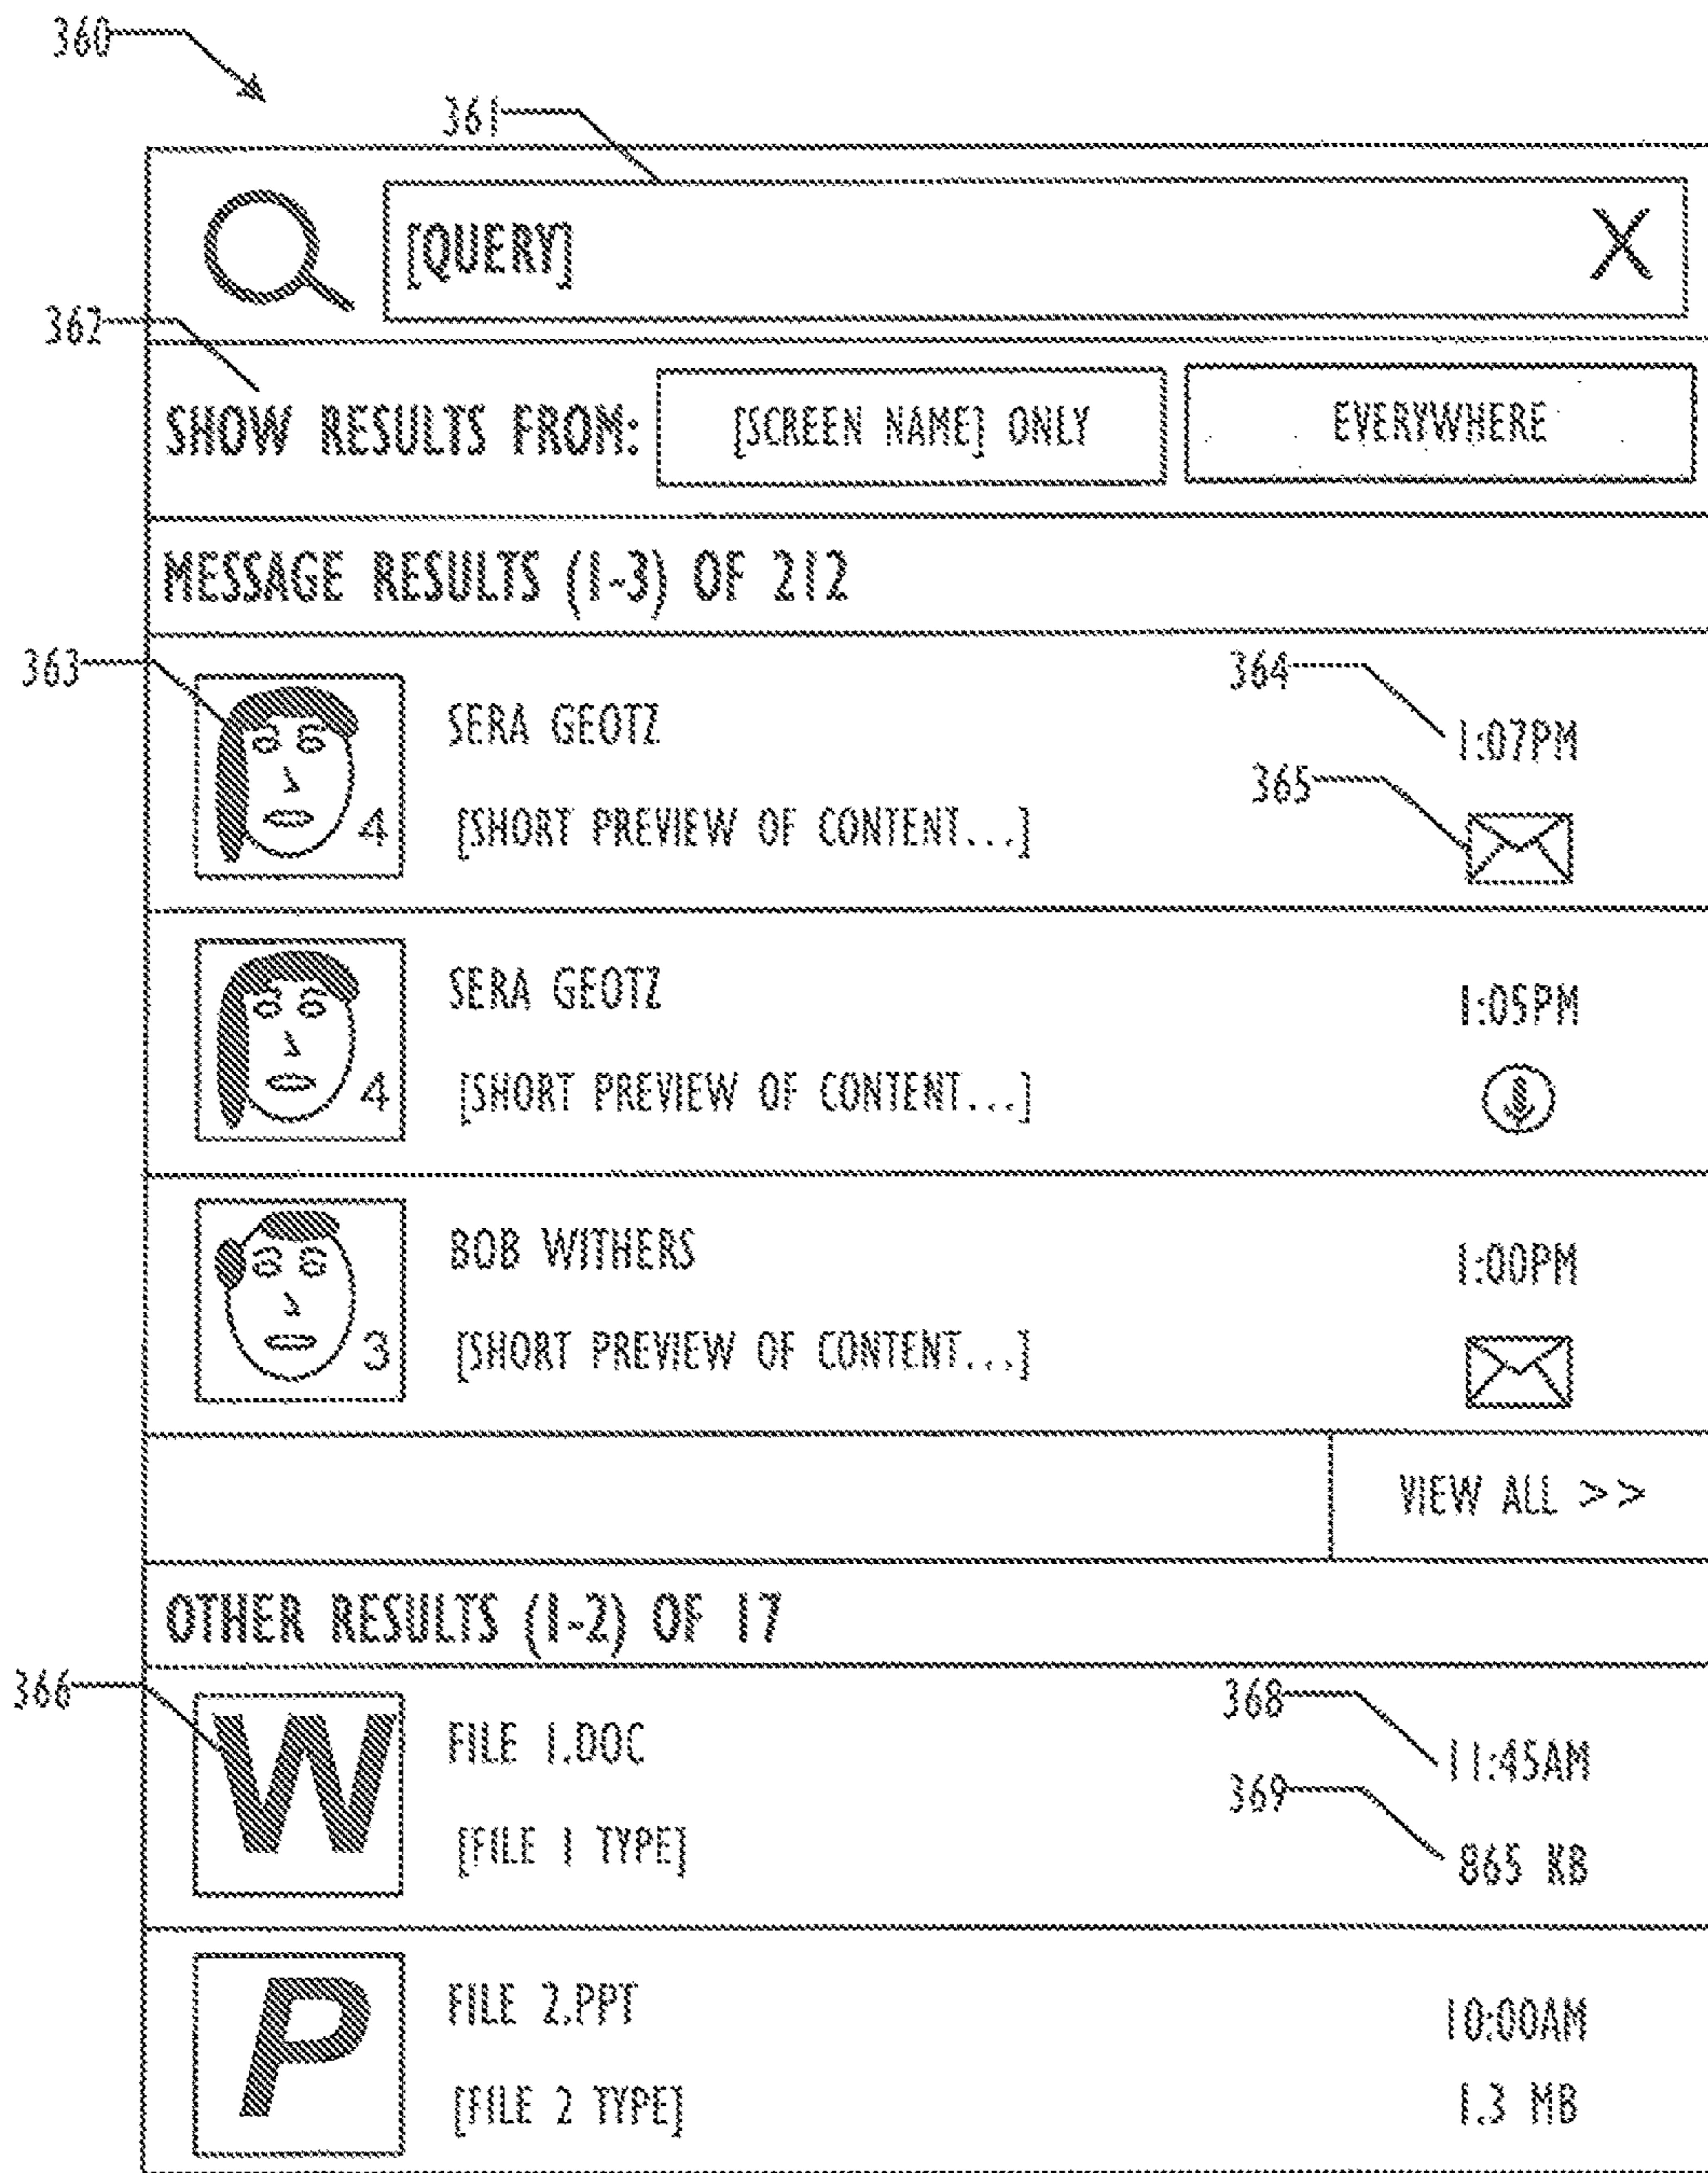 360
361
[QUERY] X
362
SHOW RESULTS FROM: [SCREEN NAME] ONLY EVERYWHERE
MESSAGE RESULTS (1-3) OF 212
363
364
SERA GEOTZ
1:07PM
365
4
[SHORT PREVIEW OF CONTENT...]
SERA GEOTZ
1:05PM
4
[SHORT PREVIEW OF CONTENT...]
BOB WITHERS
1:00PM
3
[SHORT PREVIEW OF CONTENT...]
VIEW ALL >>
OTHER RESULTS (1-2) OF 17
366
368
W
FILE 1.DOC
11:45AM
369
[FILE 1 TYPE]
865 KB
P
FILE 2.PPT
10:00AM
[FILE 2 TYPE]
1.3 MB